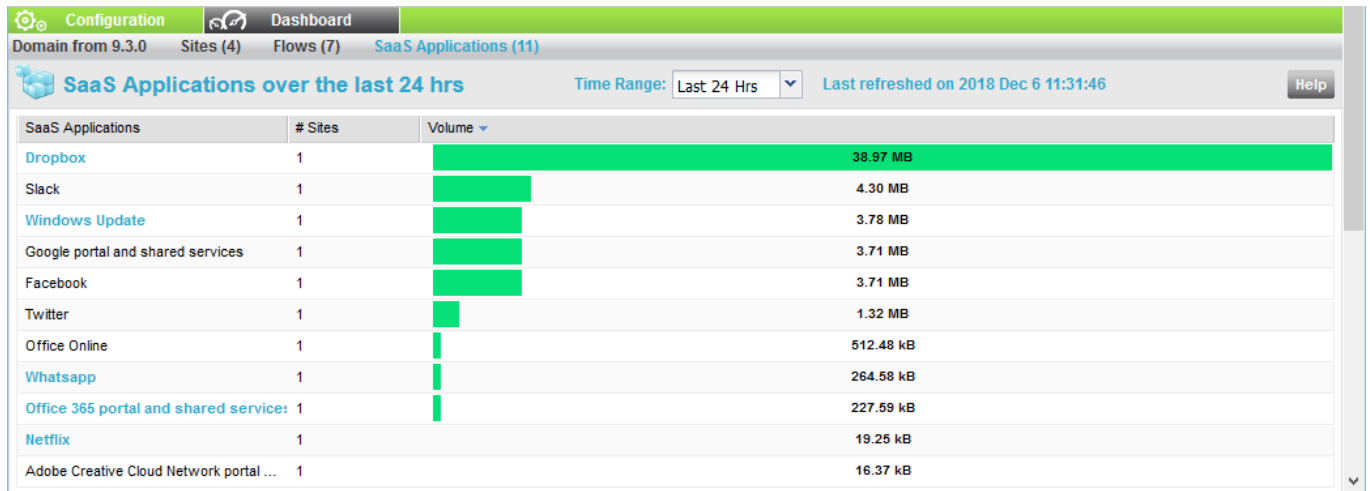 Configuration Dashboard
Domain from 9.3.0 Sites (4) Flows (7) SaaS Applications (11)
SaaS Applications over the last 24 hrs Time Range: Last 24 Hrs Last refreshed on 2018 Dec 6 11:31:46 Help
SaaS Applications # Sites Volume
Dropbox 1 38.97 MB
Slack 1 4.30 MB
Windows Update 1 3.78 MB
Google portal and shared services 1 3.71 MB
Facebook 1 3.71 MB
Twitter 1 1.32 MB
Office Online 1 512.48 kB
Whatsapp 1 264.58 kB
Office 365 portal and shared services 1 227.59 kB
Netflix 1 19.25 kB
Adobe Creative Cloud Network portal ... 1 16.37 kB